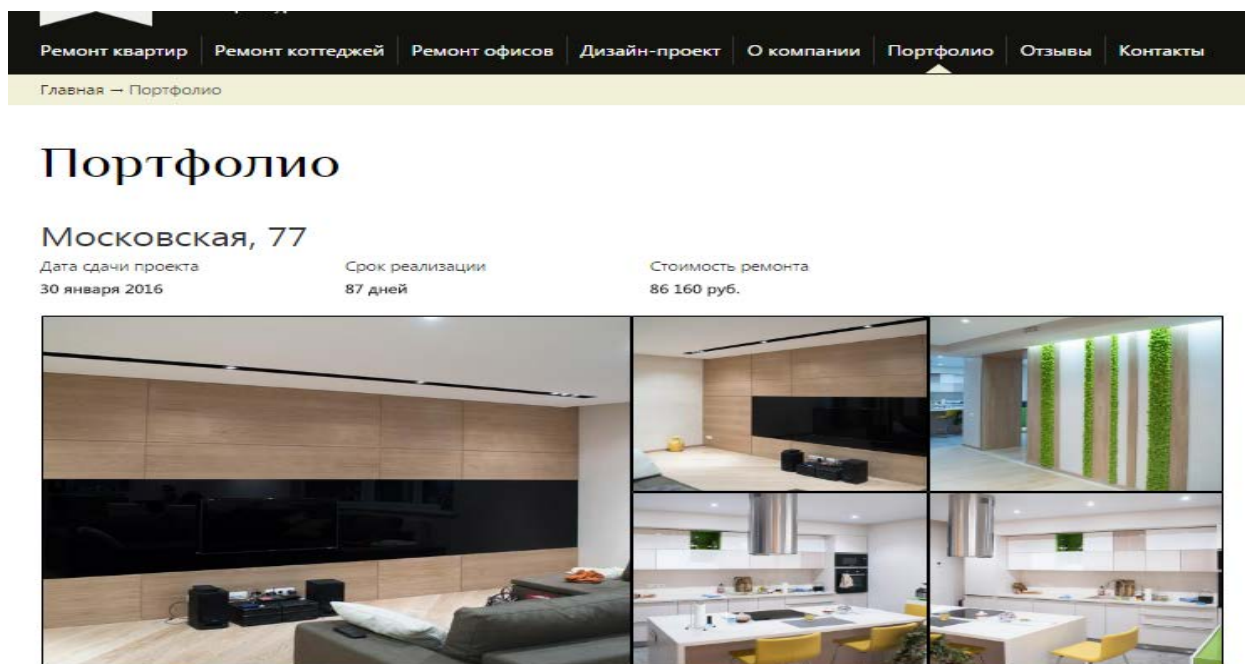 Ремонт квартир Ремонт коттеджей Ремонт офисов Дизайн-проект О компании Портфолио Отзывы Контакты
Главная → Портфолио
Портфолио
Московская, 77
Дата сдачи проекта Срок реализации Стоимость ремонта
30 января 2016 87 дней 86 160 руб.